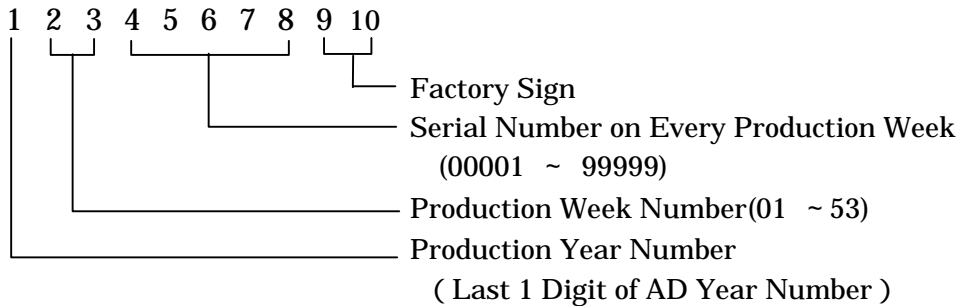 1 2 3 4 5 6 7 8 9 10
Factory Sign
Serial Number on Every Production Week
(00001 ~ 99999)
Production Week Number(01 ~ 53)
Production Year Number
( Last 1 Digit of AD Year Number )